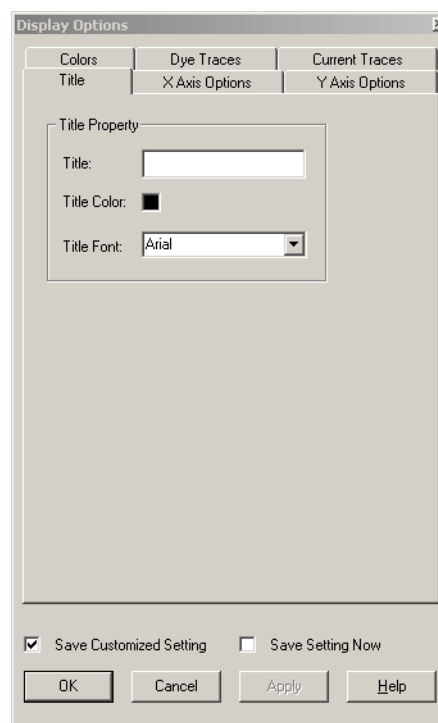 Display Options
Colors Dye Traces Current Traces
Title X Axis Options Y Axis Options
Title Property
Title:
Title Color:
Title Font: Arial
Save Customized Setting Save Setting Now
OK Cancel Apply Help